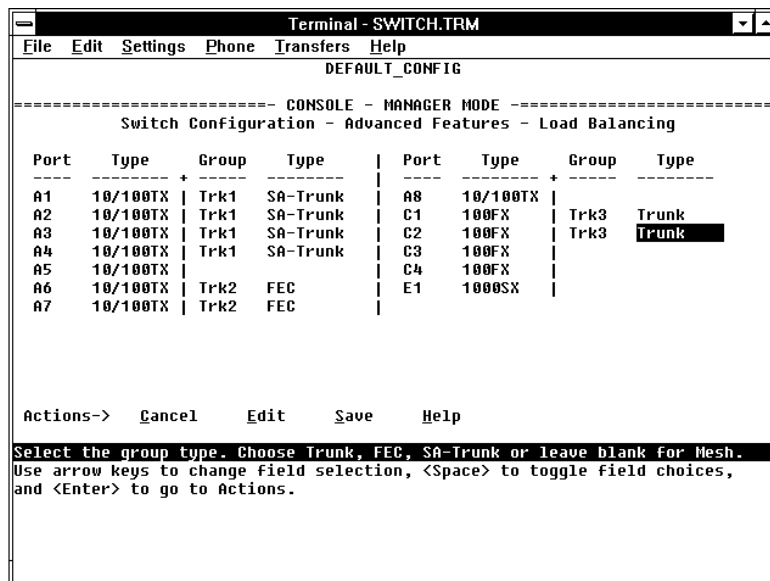 Terminal - SWITCH.TRM
File Edit Settings Phone Transfers Help
DEFAULT_CONFIG
==========================- CONSOLE - MANAGER MODE -==========================
Switch Configuration - Advanced Features - Load Balancing
Port Type Group Type | Port Type Group Type
---- --------- + ----- --------- | ---- --------- + ----- ---------
A1 10/100TX | Trk1 SA-Trunk | A8 10/100TX |
A2 10/100TX | Trk1 SA-Trunk | C1 100FX | Trk3 Trunk
A3 10/100TX | Trk1 SA-Trunk | C2 100FX | Trk3 Trunk
A4 10/100TX | Trk1 SA-Trunk | C3 100FX |
A5 10/100TX | | C4 100FX |
A6 10/100TX | Trk2 FEC | E1 1000SX |
A7 10/100TX | Trk2 FEC |
Actions-> Cancel Edit Save Help
Select the group type. Choose Trunk, FEC, SA-Trunk or leave blank for Mesh.
Use arrow keys to change field selection, <Space> to toggle field choices,
and <Enter> to go to Actions.